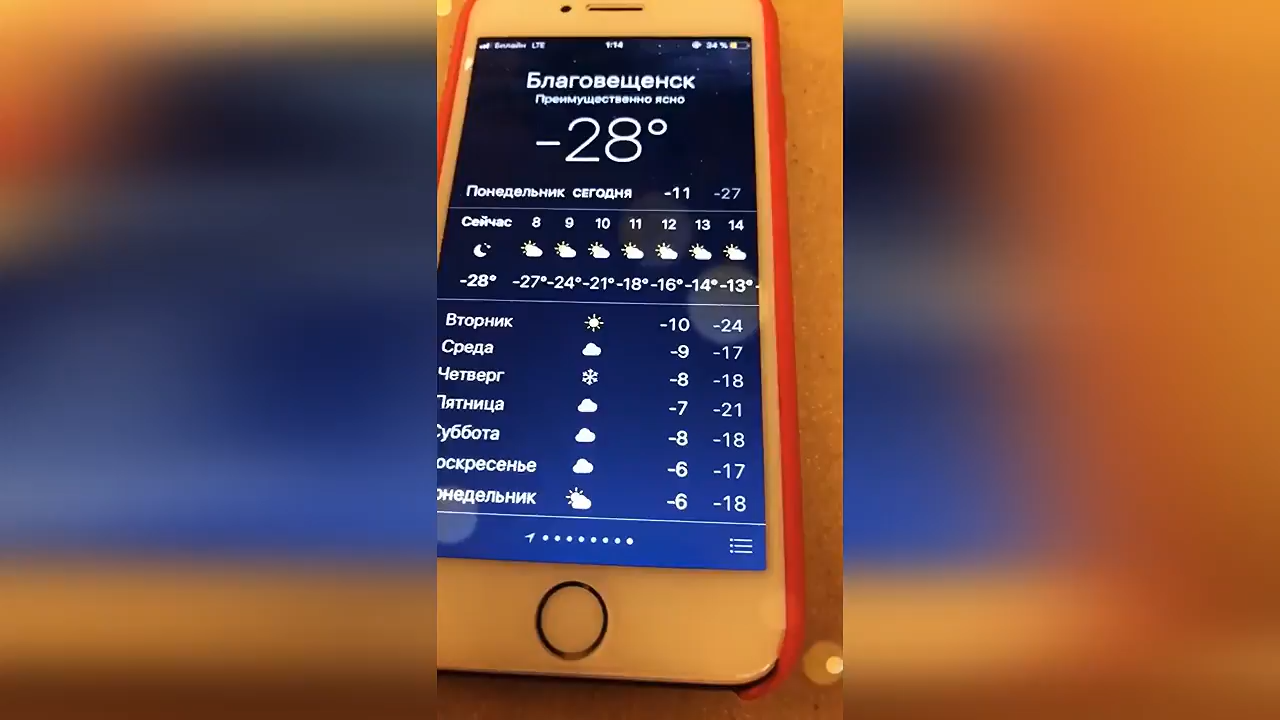 Билайн LTE 1:14 34 %
Благовещенск
Преимущественно ясно
-28°
Понедельник СЕГОДНЯ -11 -27
Сейчас 8 9 10 11 12 13 14
-28° -27° -24° -21° -18° -16° -14° -13°
Вторник -10 -24
Среда -9 -17
Четверг -8 -18
Пятница -7 -21
Суббота -8 -18
оскресенье -6 -17
онедельник -6 -18